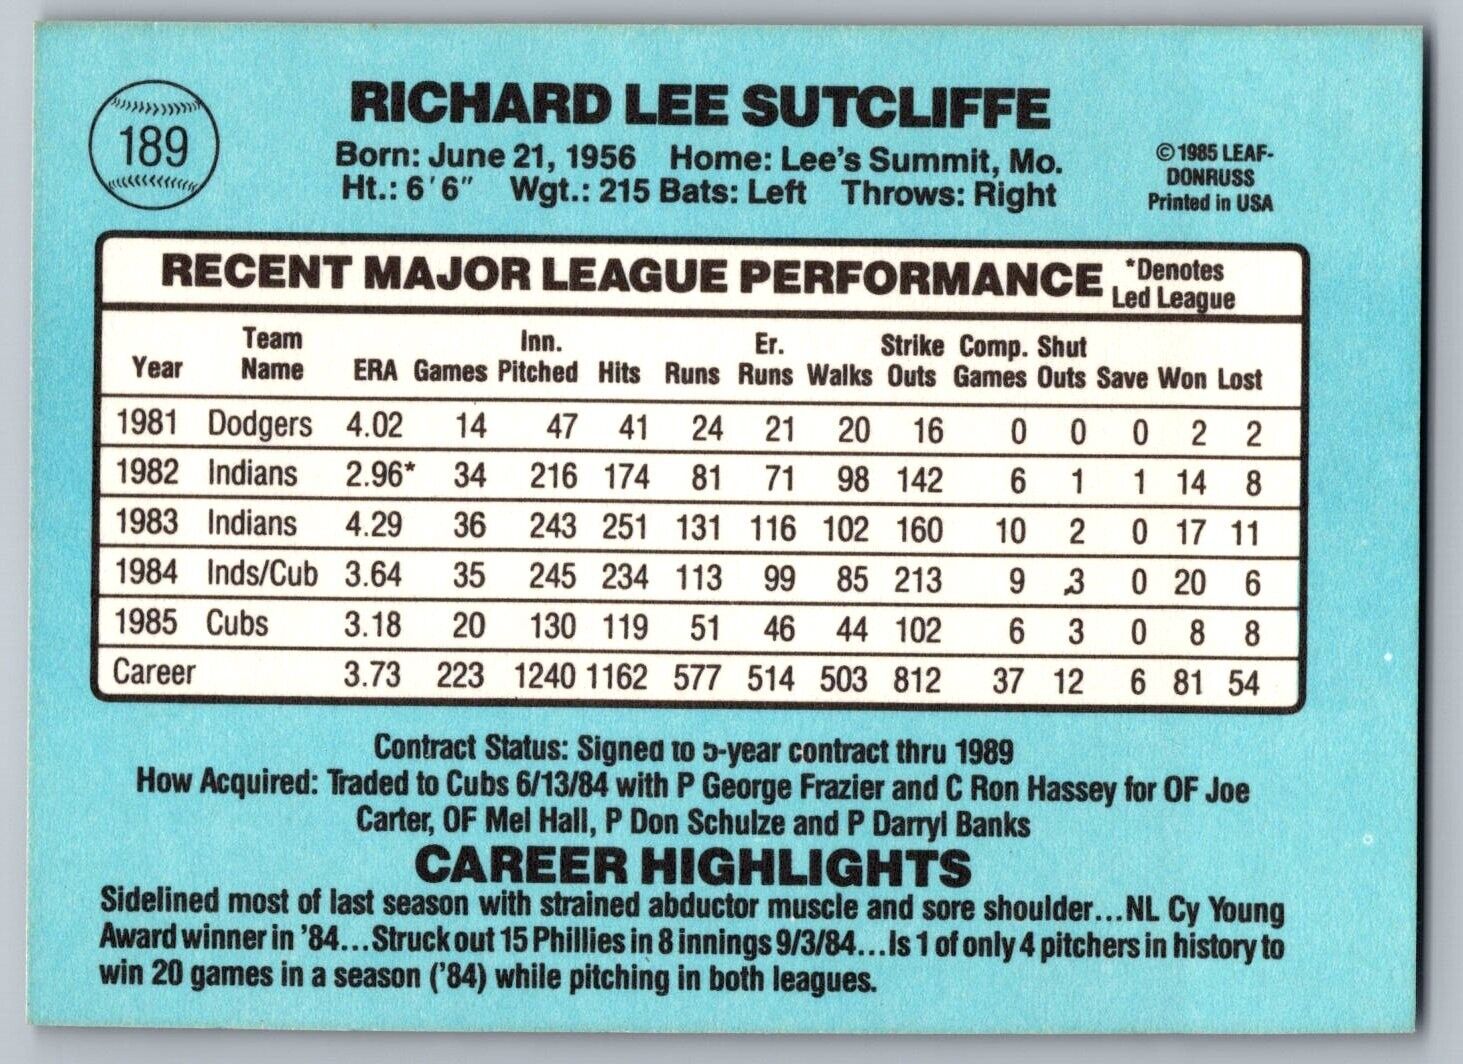 189
RICHARD LEE SUTCLIFFE
Born: June 21, 1956 Home: Lee's Summit, Mo.
Ht.: 6'6" Wgt.: 215 Bats: Left Throws: Right
© 1985 LEAF-
DONRUSS
Printed in USA
RECENT MAJOR LEAGUE PERFORMANCE *Denotes
Led League
Year Team Name ERA Games Inn. Pitched Hits Runs Er. Runs Walks Strike Outs Comp. Games Shut Outs Save Won Lost
1981 Dodgers 4.02 14 47 41 24 21 20 16 0 0 0 2 2
1982 Indians 2.96* 34 216 174 81 71 98 142 6 1 1 14 8
1983 Indians 4.29 36 243 251 131 116 102 160 10 2 0 17 11
1984 Inds/Cub 3.64 35 245 234 113 99 85 213 9 3 0 20 6
1985 Cubs 3.18 20 130 119 51 46 44 102 6 3 0 8 8
Career 3.73 223 1240 1162 577 514 503 812 37 12 6 81 54
Contract Status: Signed to 5-year contract thru 1989
How Acquired: Traded to Cubs 6/13/84 with P George Frazier and C Ron Hassey for OF Joe
Carter, OF Mel Hall, P Don Schulze and P Darryl Banks
CAREER HIGHLIGHTS
Sidelined most of last season with strained abductor muscle and sore shoulder...NL Cy Young
Award winner in '84...Struck out 15 Phillies in 8 innings 9/3/84...Is 1 of only 4 pitchers in history to
win 20 games in a season ('84) while pitching in both leagues.